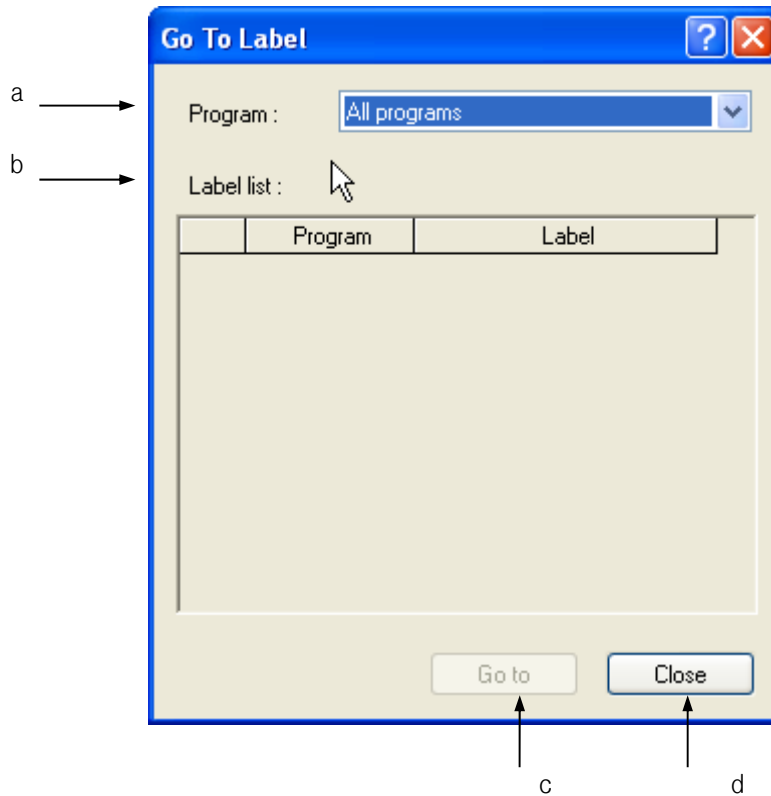 Go To Label
a
Program : All programs
b
Label list :
Program Label
Go to Close
c d